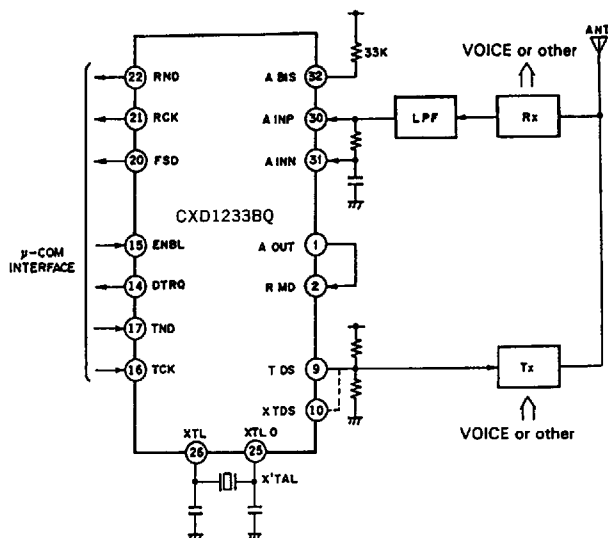 ANT
33K
VOICE or other
22 RND
A BIS 32
21 RCK
A INP 30
LPF
Rx
20 FSD
A INN 31
CXD1233BQ
μ-COM
INTERFACE
15 ENBL
A OUT 1
14 DTRQ
R MD 2
17 TND
16 TCK
T DS 9
Tx
X TDS 10
VOICE or other
XTL
XTL O
26
25
X'TAL